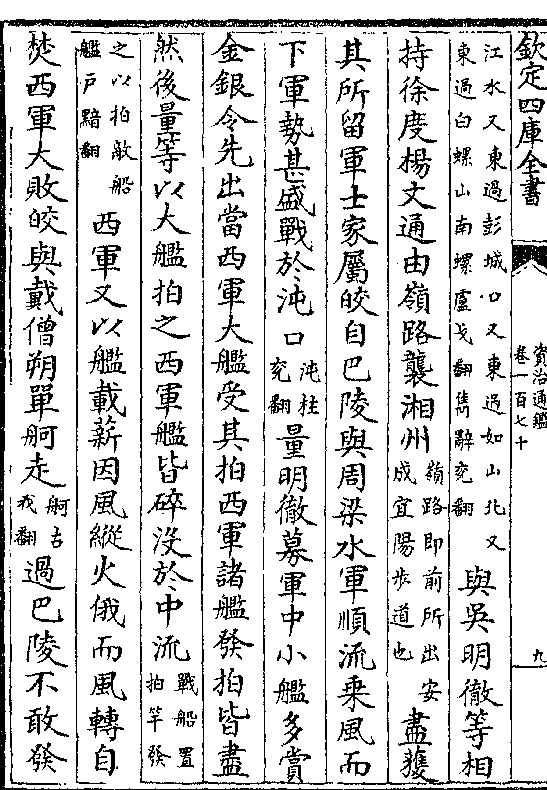 欽定四庫全書
資治通鑑
卷一百七十
九
江水又東過彭城口又東過如山北又
東過白螺山南螺盧戈翻雋辭兗翻
與吳明徹等相
持徐度楊文通由嶺路襲湘州
嶺路即前所出安
成宜陽步道也
盡獲
其所留軍士家屬皎自巴陵與周梁水軍順流乗風而
下軍勢甚盛戰於沌口
沌柱
兗翻
量明徹募軍中小艦多賞
金銀令先出當西軍大艦受其拍西軍諸艦發拍皆盡
然後量等以大艦拍之西軍艦皆碎没於中流
戰船置
拍竿發
之以拍敵船
艦戶黯翻
西軍又以艦載薪因風縱火俄而風轉自
焚西軍大敗皎與戴僧朔單舸走
舸古
我翻
過巴陵不敢發